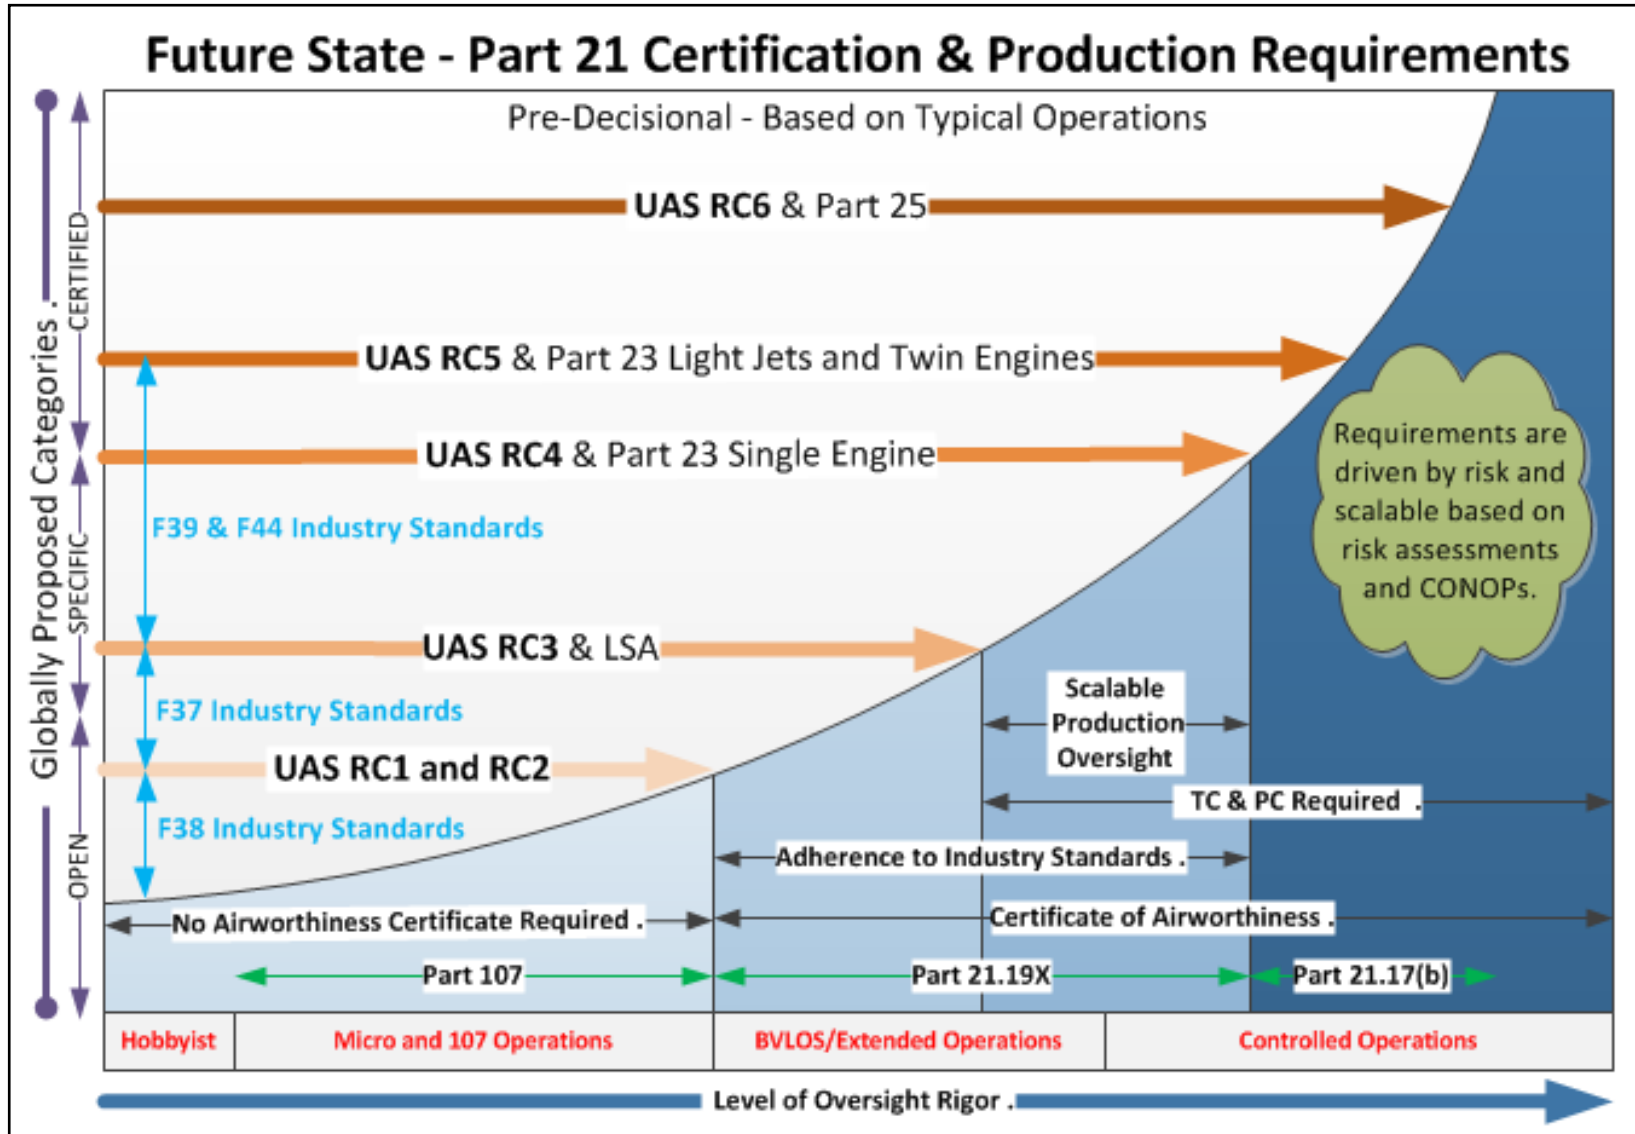 Future State - Part 21 Certification & Production Requirements
Pre-Decisional - Based on Typical Operations
Globally Proposed Categories .
CERTIFIED
SPECIFIC
OPEN
UAS RC6 & Part 25
UAS RC5 & Part 23 Light Jets and Twin Engines
UAS RC4 & Part 23 Single Engine
F39 & F44 Industry Standards
UAS RC3 & LSA
F37 Industry Standards
UAS RC1 and RC2
F38 Industry Standards
Requirements are
driven by risk and
scalable based on
risk assessments
and CONOPs.
Scalable
Production
Oversight
TC & PC Required .
Adherence to Industry Standards .
No Airworthiness Certificate Required .
Certificate of Airworthiness .
Part 107
Part 21.19X
Part 21.17(b)
Hobbyist
Micro and 107 Operations
BVLOS/Extended Operations
Controlled Operations
Level of Oversight Rigor .